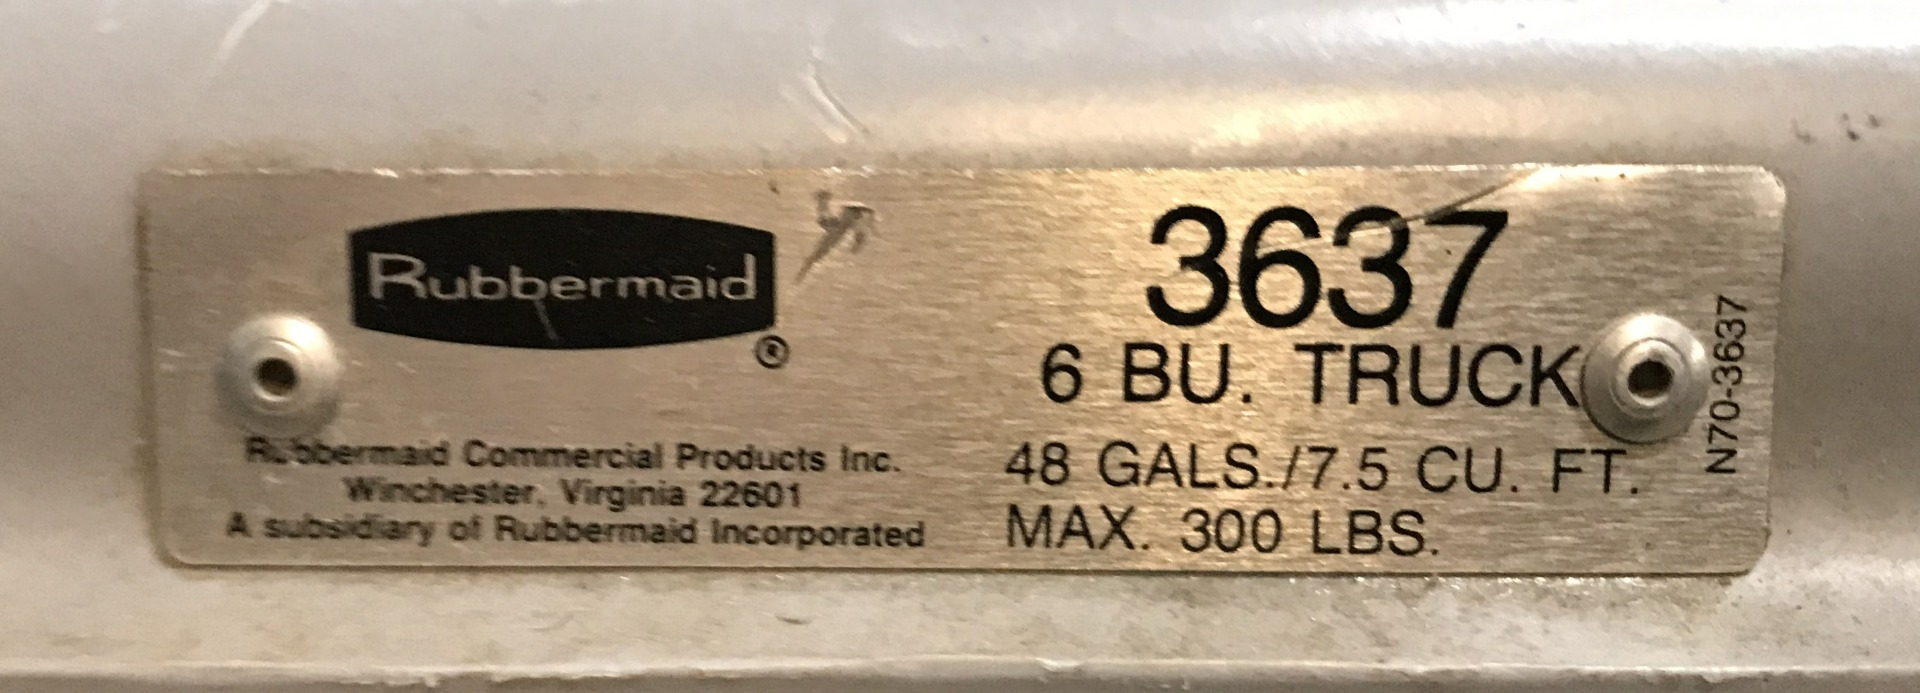 Rubbermaid
®
Rubbermaid Commercial Products Inc.
Winchester, Virginia 22601
A subsidiary of Rubbermaid Incorporated
3637
6 BU. TRUCK
48 GALS./7.5 CU. FT.
MAX. 300 LBS.
N70-3637